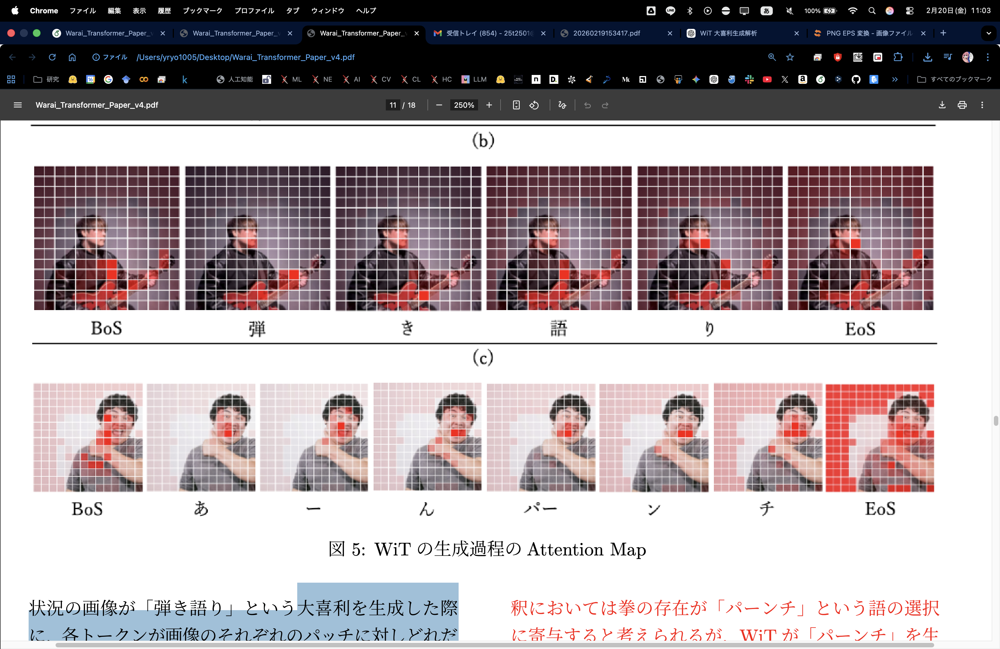 Chrome ファイル 編集 表示 履歴 ブックマーク プロファイル タブ ウィンドウ ヘルプ LINE あ 100% 2月20日(金) 11:03
Warai_Transformer_Paper_ Warai_Transformer_Paper_ Warai_Transformer_Paper_ 受信トレイ (854) - 25t2501 20260219153417.pdf WiT 大喜利生成解析 PNG EPS 変換 - 画像ファイル
ファイル /Users/yryo1005/Desktop/Warai_Transformer_Paper_v4.pdf
研究 16 人工知能 ML NE AI CV CL HC LLM すべてのブックマーク
Warai_Transformer_Paper_v4.pdf 11 / 18 250%
(b)
BoS 弾 き 語 り EoS
(c)
BoS あ ー ん パー ン チ EoS
図 5: WiT の生成過程の Attention Map
状況の画像が「弾き語り」という大喜利を生成した際
に，各トークンが画像のそれぞれのパッチに対しどれだ
釈においては拳の存在が「パーンチ」という語の選択
に寄与すると考えられるが，WiT が「パーンチ」を生